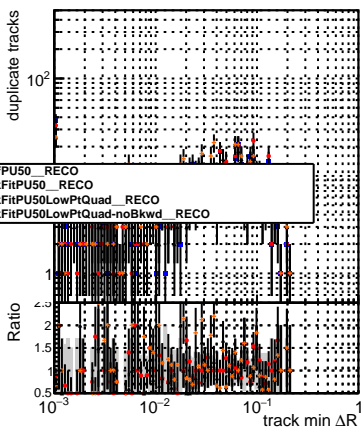 duplicate tracks
10²
PU50__RECO
FitPU50__RECO
FitPU50LowPtQuad__RECO
FitPU50LowPtQuad-noBkwd__RECO
1
Ratio
2.5
2
1.5
1
0.5
10⁻³ 10⁻² 10⁻¹ 1
track min ΔR